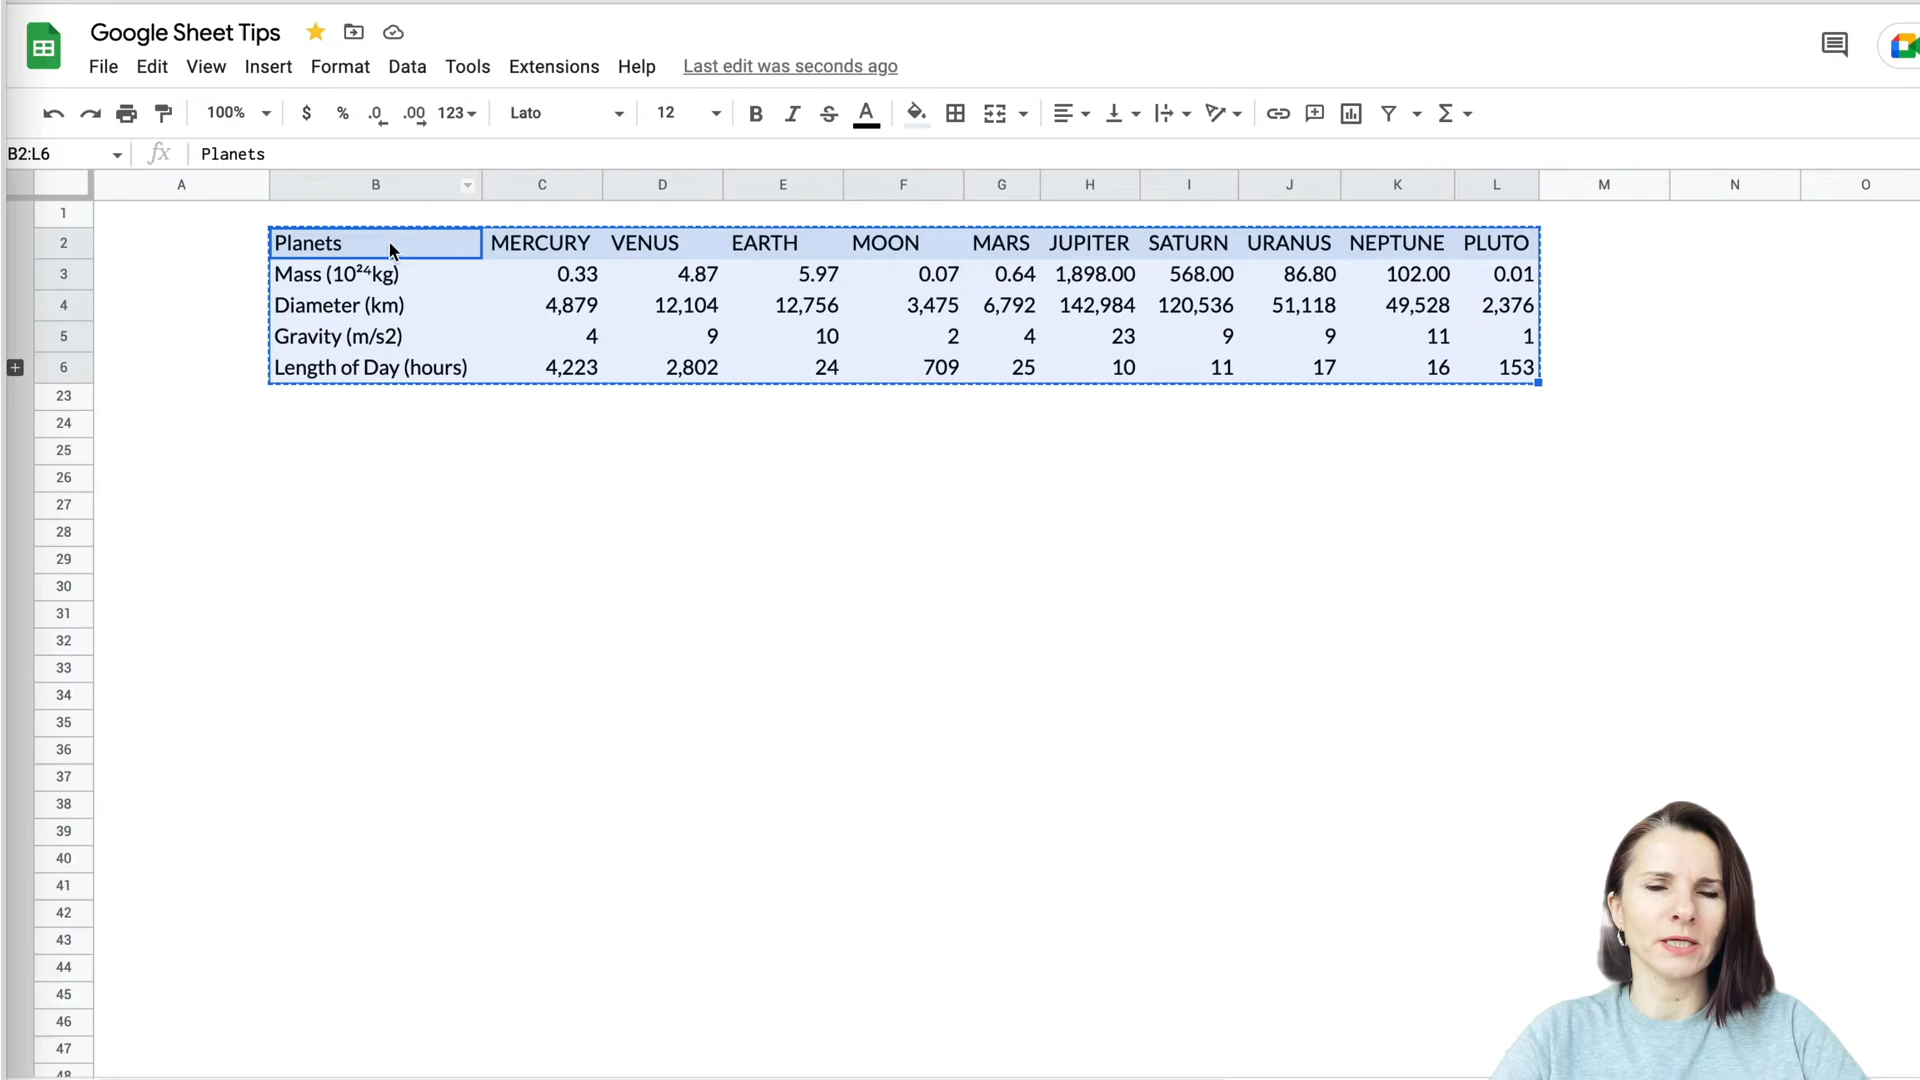 Google Sheet Tips
File Edit View Insert Format Data Tools Extensions Help Last edit was seconds ago
100% $ % .0 .00 123 Lato 12 B I S A Σ
B2:L6 fx Planets
A B C D E F G H I J K L M N O
1
2 Planets MERCURY VENUS EARTH MOON MARS JUPITER SATURN URANUS NEPTUNE PLUTO
3 Mass (10²⁴kg) 0.33 4.87 5.97 0.07 0.64 1,898.00 568.00 86.80 102.00 0.01
4 Diameter (km) 4,879 12,104 12,756 3,475 6,792 142,984 120,536 51,118 49,528 2,376
5 Gravity (m/s2) 4 9 10 2 4 23 9 9 11 1
6 Length of Day (hours) 4,223 2,802 24 709 25 10 11 17 16 153
23
24
25
26
27
28
29
30
31
32
33
34
35
36
37
38
39
40
41
42
43
44
45
46
47
48